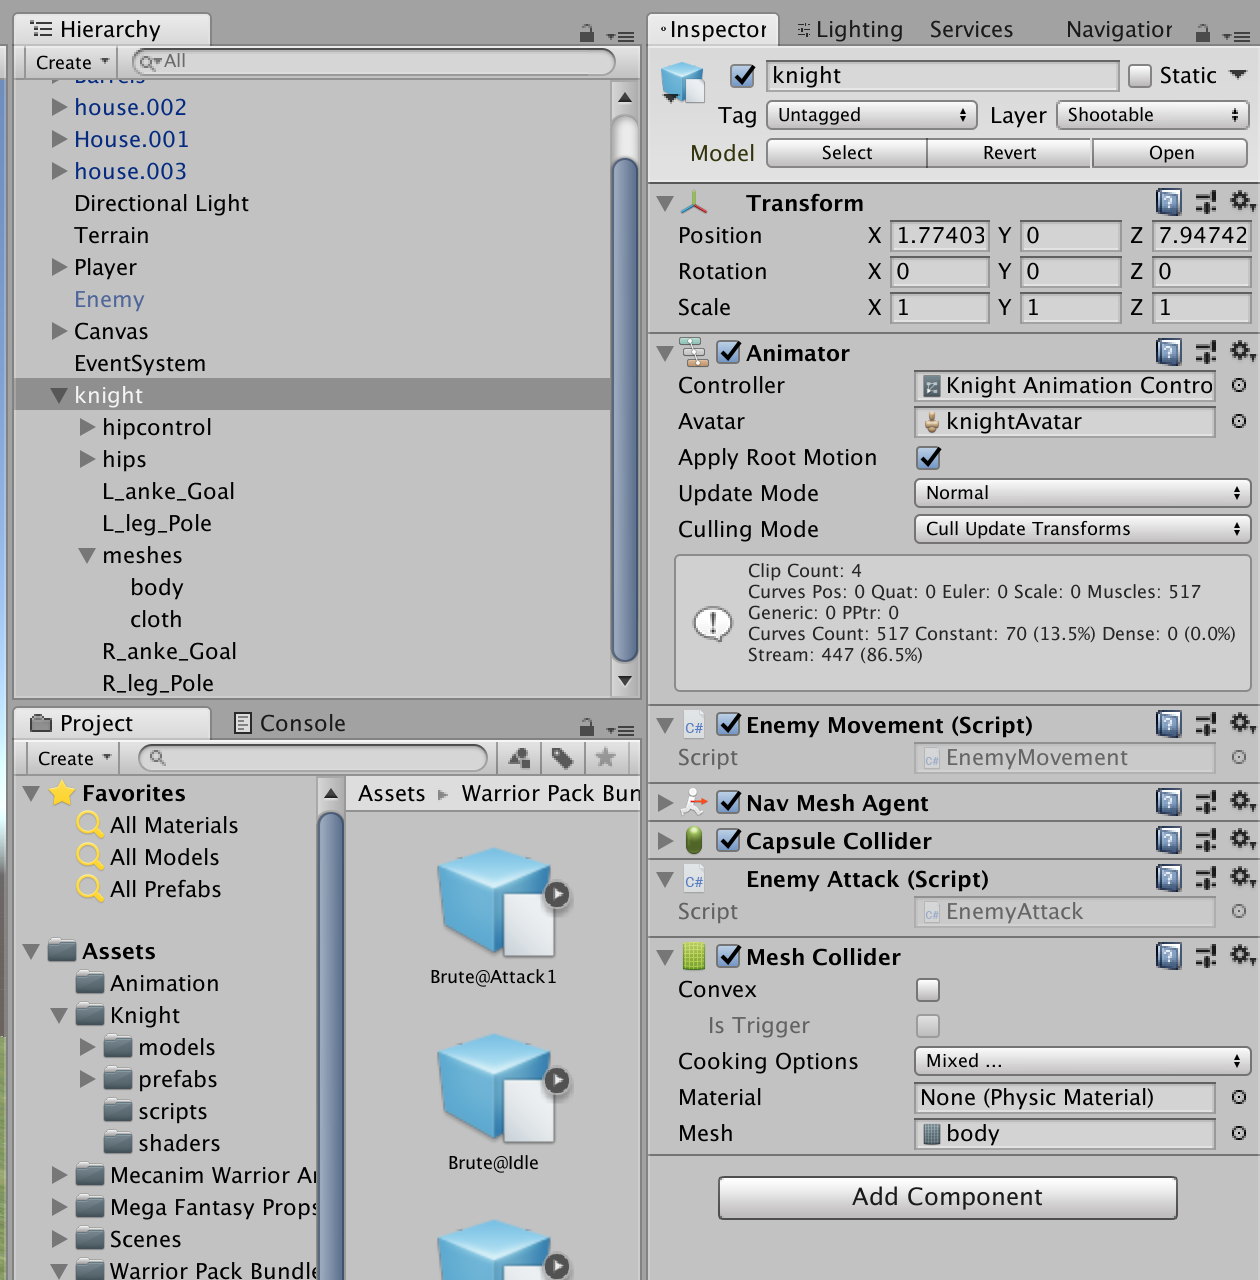 Hierarchy
Create
All
Barrels
house.002
House.001
house.003
Directional Light
Terrain
Player
Enemy
Canvas
EventSystem
knight
hipcontrol
hips
L_anke_Goal
L_leg_Pole
meshes
body
cloth
R_anke_Goal
R_leg_Pole
Project
Console
Create
Favorites
All Materials
All Models
All Prefabs
Assets
Animation
Knight
models
prefabs
scripts
shaders
Mecanim Warrior Ar
Mega Fantasy Props
Scenes
Warrior Pack Bundle
Assets
Warrior Pack Bun
Brute@Attack1
Brute@Idle
Inspector
Lighting
Services
Navigation
knight
Static
Tag Untagged Layer Shootable
Model Select Revert Open
Transform
Position X 1.77403 Y 0 Z 7.94742
Rotation X 0 Y 0 Z 0
Scale X 1 Y 1 Z 1
Animator
Controller Knight Animation Contro
Avatar knightAvatar
Apply Root Motion
Update Mode Normal
Culling Mode Cull Update Transforms
Clip Count: 4
Curves Pos: 0 Quat: 0 Euler: 0 Scale: 0 Muscles: 517
Generic: 0 PPtr: 0
Curves Count: 517 Constant: 70 (13.5%) Dense: 0 (0.0%)
Stream: 447 (86.5%)
Enemy Movement (Script)
C#
Script EnemyMovement
Nav Mesh Agent
Capsule Collider
Enemy Attack (Script)
C#
Script EnemyAttack
Mesh Collider
Convex
Is Trigger
Cooking Options Mixed ...
Material None (Physic Material)
Mesh body
Add Component